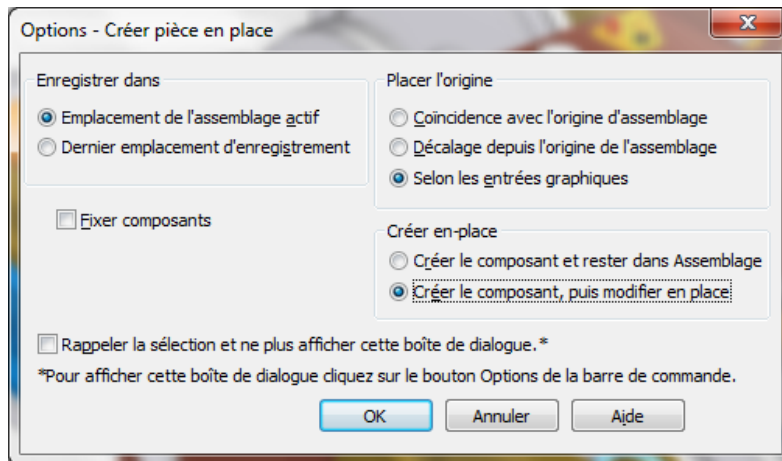 Options - Créer pièce en place
Enregistrer dans
Emplacement de l'assemblage actif
Dernier emplacement d'enregistrement
Fixer composants
Placer l'origine
Coïncidence avec l'origine d'assemblage
Décalage depuis l'origine de l'assemblage
Selon les entrées graphiques
Créer en-place
Créer le composant et rester dans Assemblage
Créer le composant, puis modifier en place
Rappeler la sélection et ne plus afficher cette boîte de dialogue.*
*Pour afficher cette boîte de dialogue cliquez sur le bouton Options de la barre de commande.
OK
Annuler
Aide